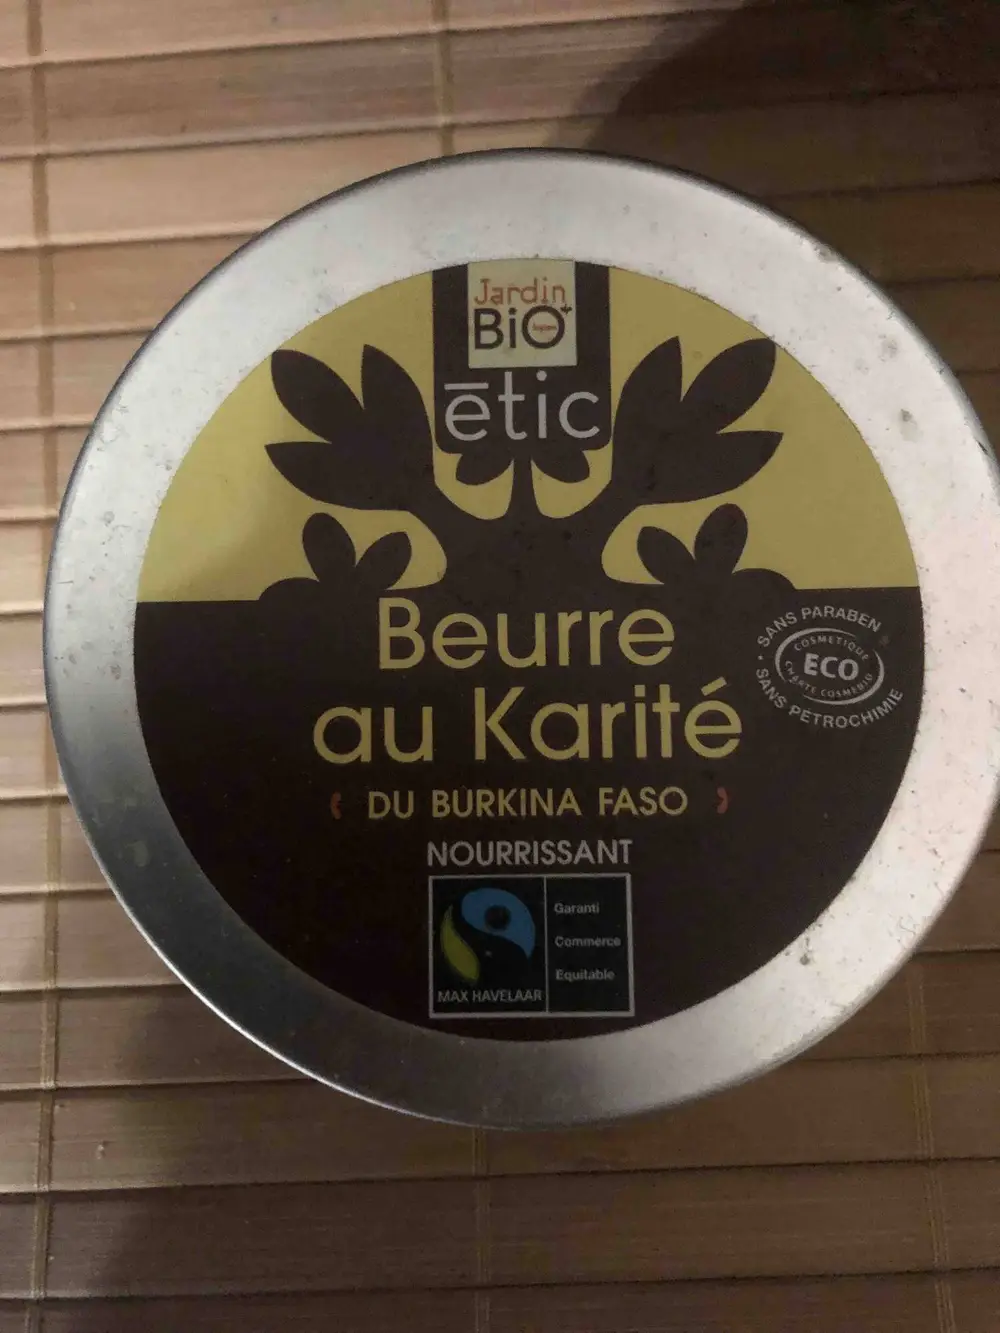 Jardin
BiO
ētic
Beurre
au Karité
DU BURKINA FASO
NOURRISSANT
SANS PARABEN
COSMETIQUE
ECO
CHARTE COSMEBIO
SANS PÉTROCHIMIE
Garanti
Commerce
Equitable
MAX HAVELAAR